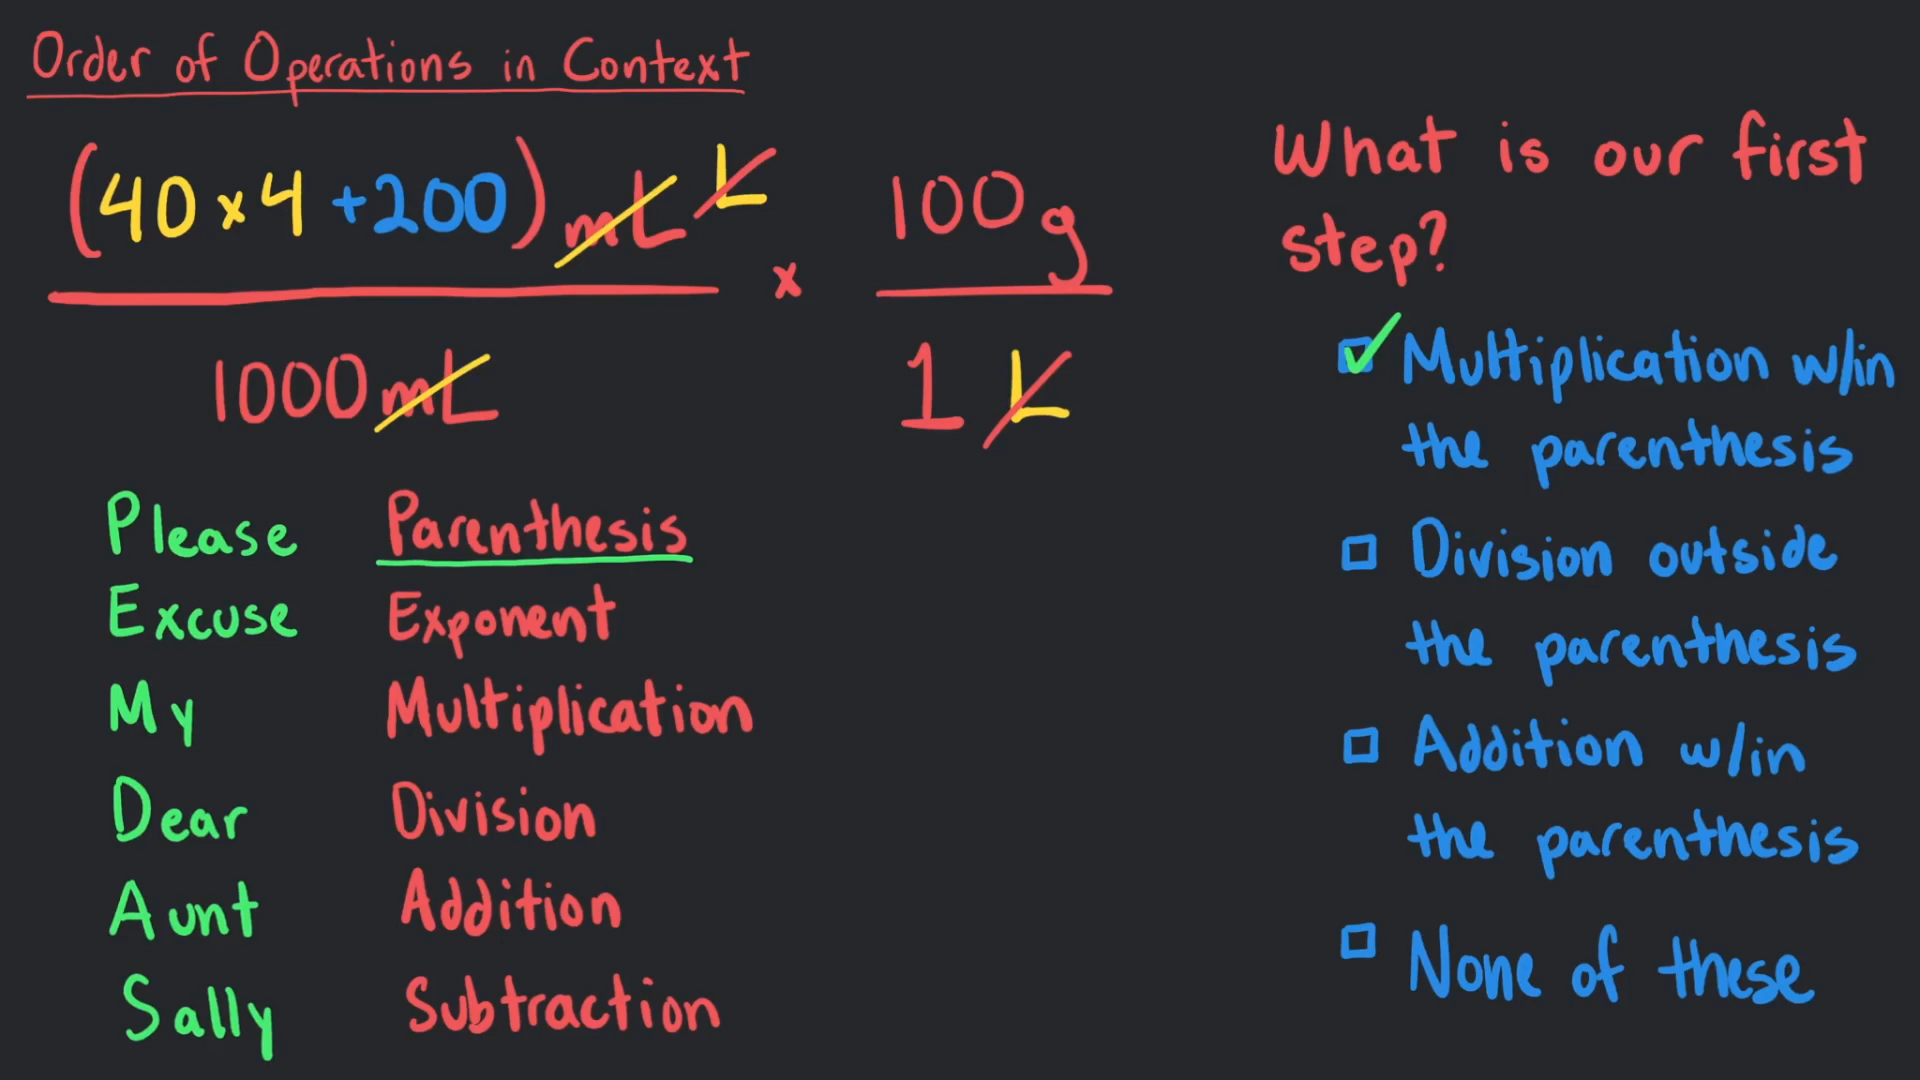 Order of Operations in Context
(40 x 4 + 200) mL L
x
100g
1000 mL
1 L
What is our first
step?
Multiplication w/in
the parenthesis
Division outside
the parenthesis
Addition w/in
the parenthesis
None of these
Please Parenthesis
Excuse Exponent
My Multiplication
Dear Division
Aunt Addition
Sally Subtraction